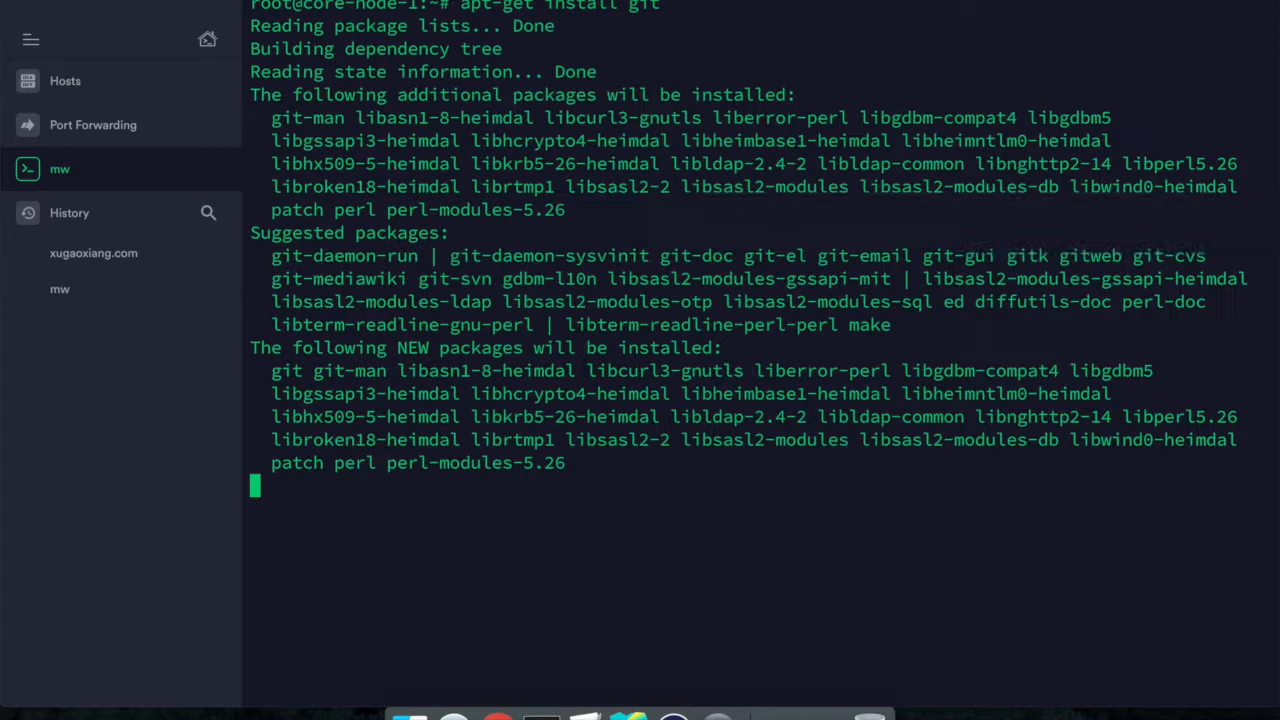 root@core-node-1:~# apt-get install git
Reading package lists... Done
Building dependency tree
Reading state information... Done
The following additional packages will be installed:
git-man libasn1-8-heimdal libcurl3-gnutls liberror-perl libgdbm-compat4 libgdbm5
libgssapi3-heimdal libhcrypto4-heimdal libheimbase1-heimdal libheimntlm0-heimdal
libhx509-5-heimdal libkrb5-26-heimdal libldap-2.4-2 libldap-common libnghttp2-14 libperl5.26
libroken18-heimdal librtmp1 libsasl2-2 libsasl2-modules libsasl2-modules-db libwind0-heimdal
patch perl perl-modules-5.26
Suggested packages:
git-daemon-run | git-daemon-sysvinit git-doc git-el git-email git-gui gitk gitweb git-cvs
git-mediawiki git-svn gdbm-l10n libsasl2-modules-gssapi-mit | libsasl2-modules-gssapi-heimdal
libsasl2-modules-ldap libsasl2-modules-otp libsasl2-modules-sql ed diffutils-doc perl-doc
libterm-readline-gnu-perl | libterm-readline-perl-perl make
The following NEW packages will be installed:
git git-man libasn1-8-heimdal libcurl3-gnutls liberror-perl libgdbm-compat4 libgdbm5
libgssapi3-heimdal libhcrypto4-heimdal libheimbase1-heimdal libheimntlm0-heimdal
libhx509-5-heimdal libkrb5-26-heimdal libldap-2.4-2 libldap-common libnghttp2-14 libperl5.26
libroken18-heimdal librtmp1 libsasl2-2 libsasl2-modules libsasl2-modules-db libwind0-heimdal
patch perl perl-modules-5.26
Hosts
Port Forwarding
mw
History
xugaoxiang.com
mw